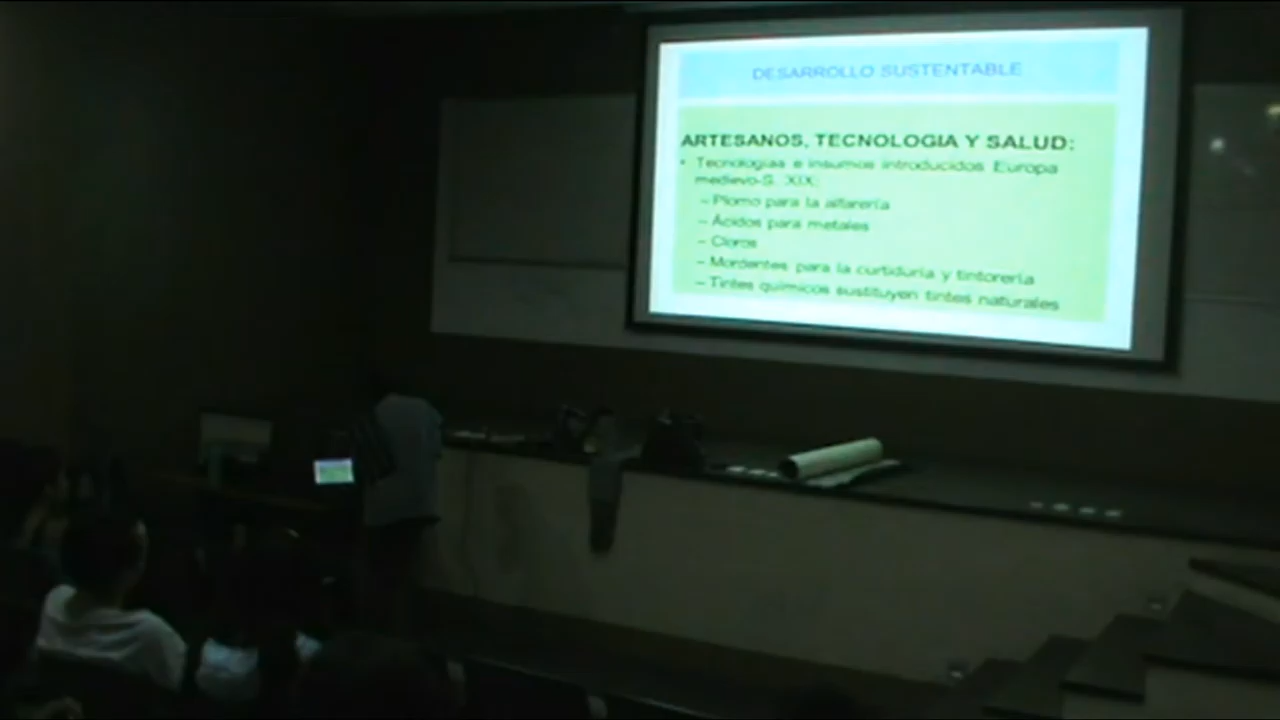 DESARROLLO SUSTENTABLE
ARTESANOS, TECNOLOGIA Y SALUD:
• Tecnologías e insumos introducidos Europa
medievo-S. XIX:
– Plomo para la alfarería
– Ácidos para metales
– Cloros
– Mordentes para la curtiduría y tintorería
– Tintes químicos sustituyen tintes naturales